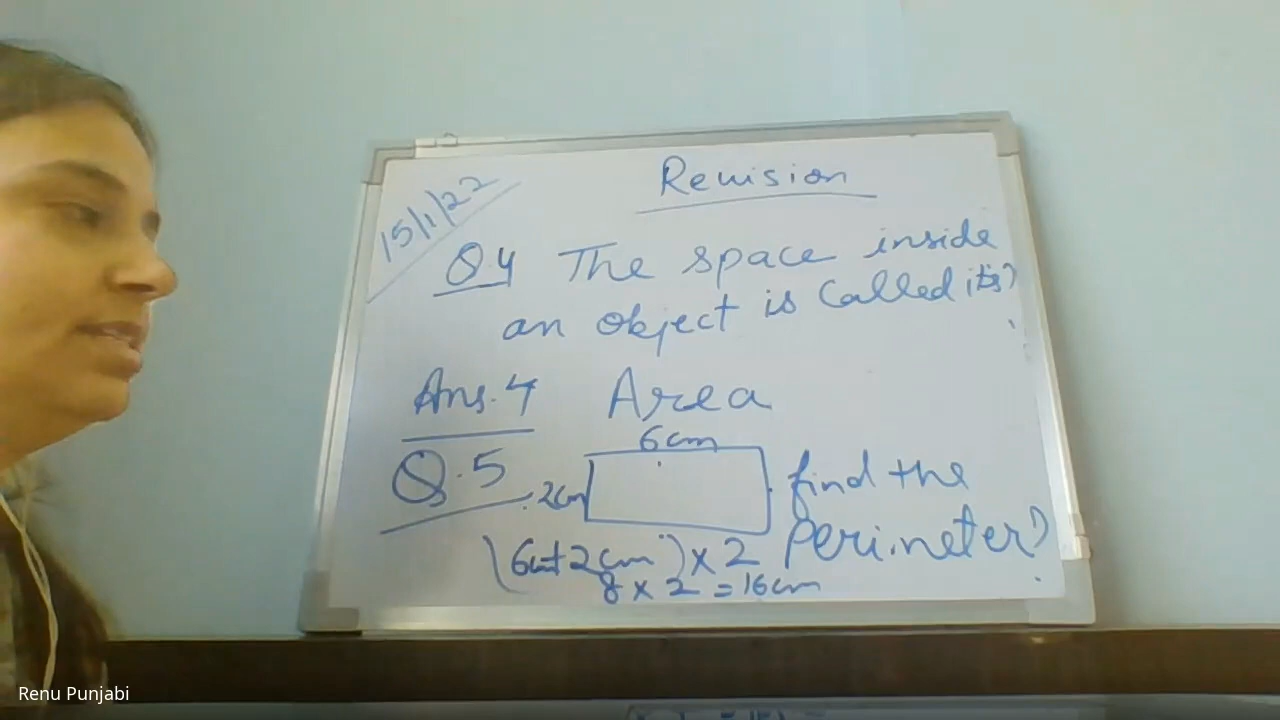 Revision
15/1/22
Q.4 The space inside
an object is called its?
Ans.4 Area
6cm
Q.5 2cm find the
Perimeter?
(6cm+2cm) x 2
8 x 2 = 16cm
Renu Punjabi